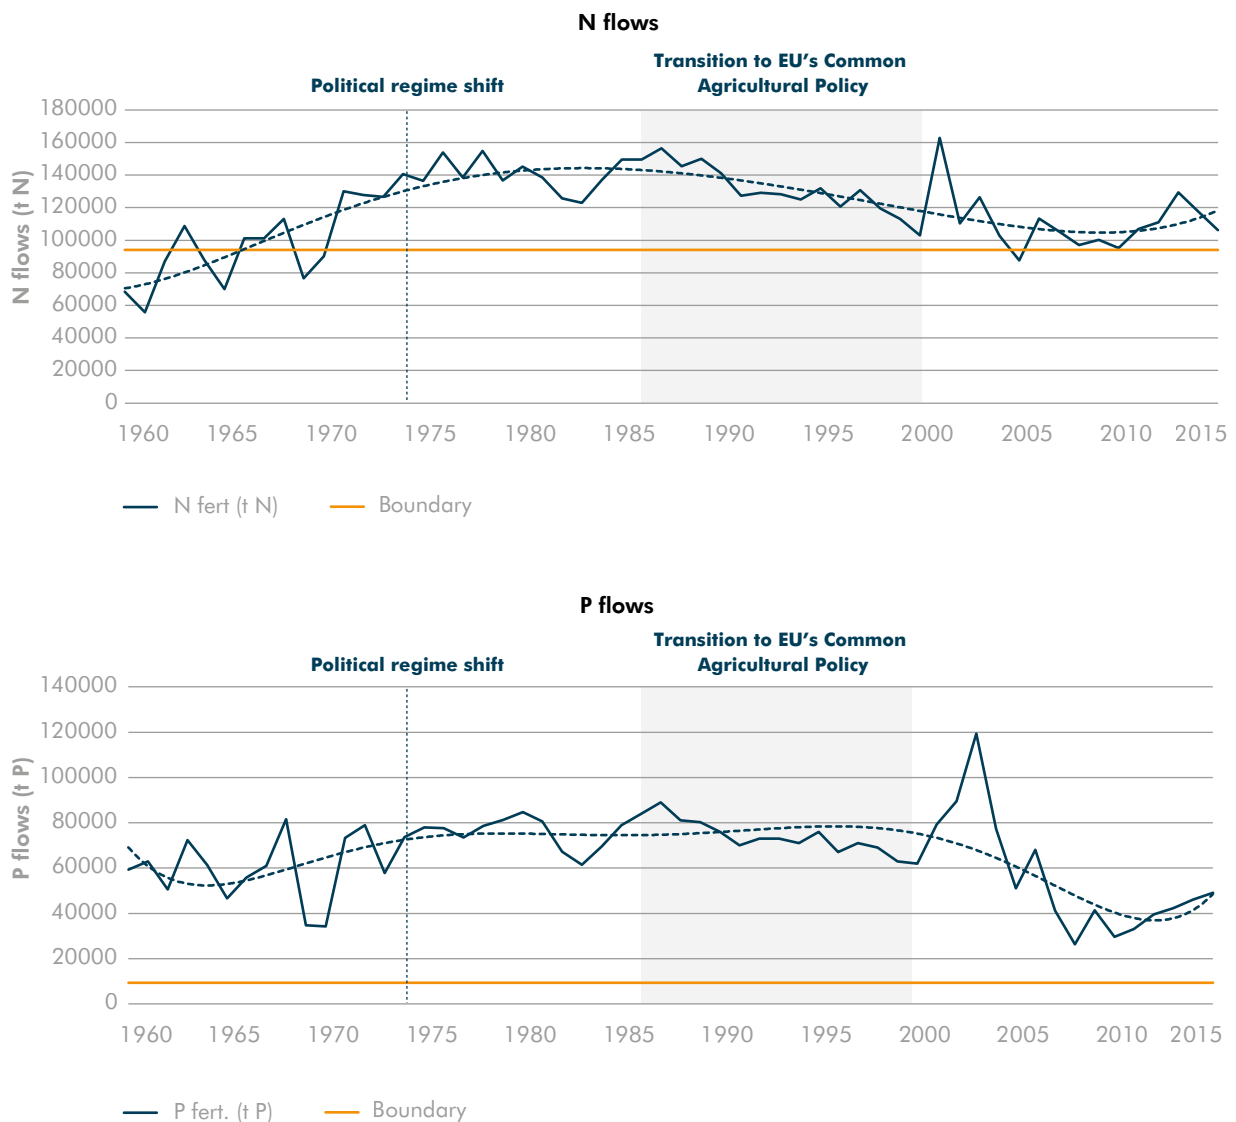 N flows
Transition to EU's Common
Political regime shift
Agricultural Policy
180000
160000
140000
120000
100000
80000
60000
40000
20000
0
N flows (t N)
1960 1965 1970 1975 1980 1985 1990 1995 2000 2005 2010 2015
N fert (t N) Boundary
P flows
Transition to EU's Common
Political regime shift
Agricultural Policy
140000
120000
100000
80000
60000
40000
20000
0
P flows (t P)
1960 1965 1970 1975 1980 1985 1990 1995 2000 2005 2010 2015
P fert. (t P) Boundary